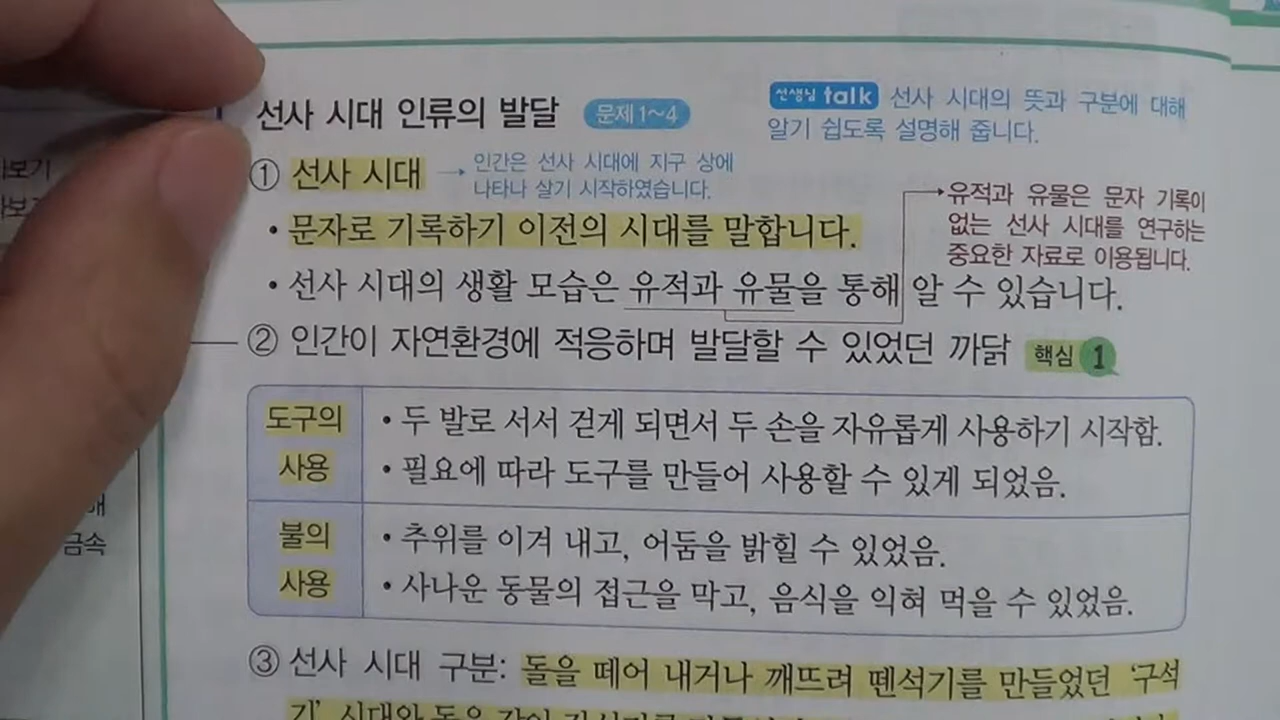 선사 시대 인류의 발달 문제 1~4
선생님 talk 선사 시대의 뜻과 구분에 대해
알기 쉽도록 설명해 줍니다.
① 선사 시대 → 인간은 선사 시대에 지구 상에
나타나 살기 시작하였습니다.
• 문자로 기록하기 이전의 시대를 말합니다.
유적과 유물은 문자 기록이
없는 선사 시대를 연구하는
중요한 자료로 이용됩니다.
• 선사 시대의 생활 모습은 유적과 유물을 통해 알 수 있습니다.
② 인간이 자연환경에 적응하며 발달할 수 있었던 까닭 핵심 1
도구의
사용
• 두 발로 서서 걷게 되면서 두 손을 자유롭게 사용하기 시작함.
• 필요에 따라 도구를 만들어 사용할 수 있게 되었음.
불의
사용
• 추위를 이겨 내고, 어둠을 밝힐 수 있었음.
• 사나운 동물의 접근을 막고, 음식을 익혀 먹을 수 있었음.
③ 선사 시대 구분: 돌을 떼어 내거나 깨뜨려 뗀석기를 만들었던 ‘구석
기’ 시대와 돌을 갈아
보기
해
금속